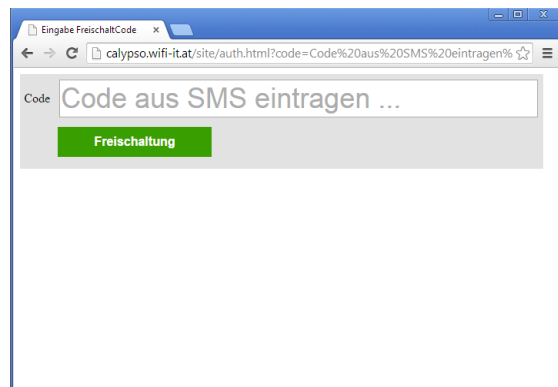 Eingabe FreischaltCode
calypso.wifi-it.at/site/auth.html?code=Code%20aus%20SMS%20eintragen%
Code
Code aus SMS eintragen ...
Freischaltung